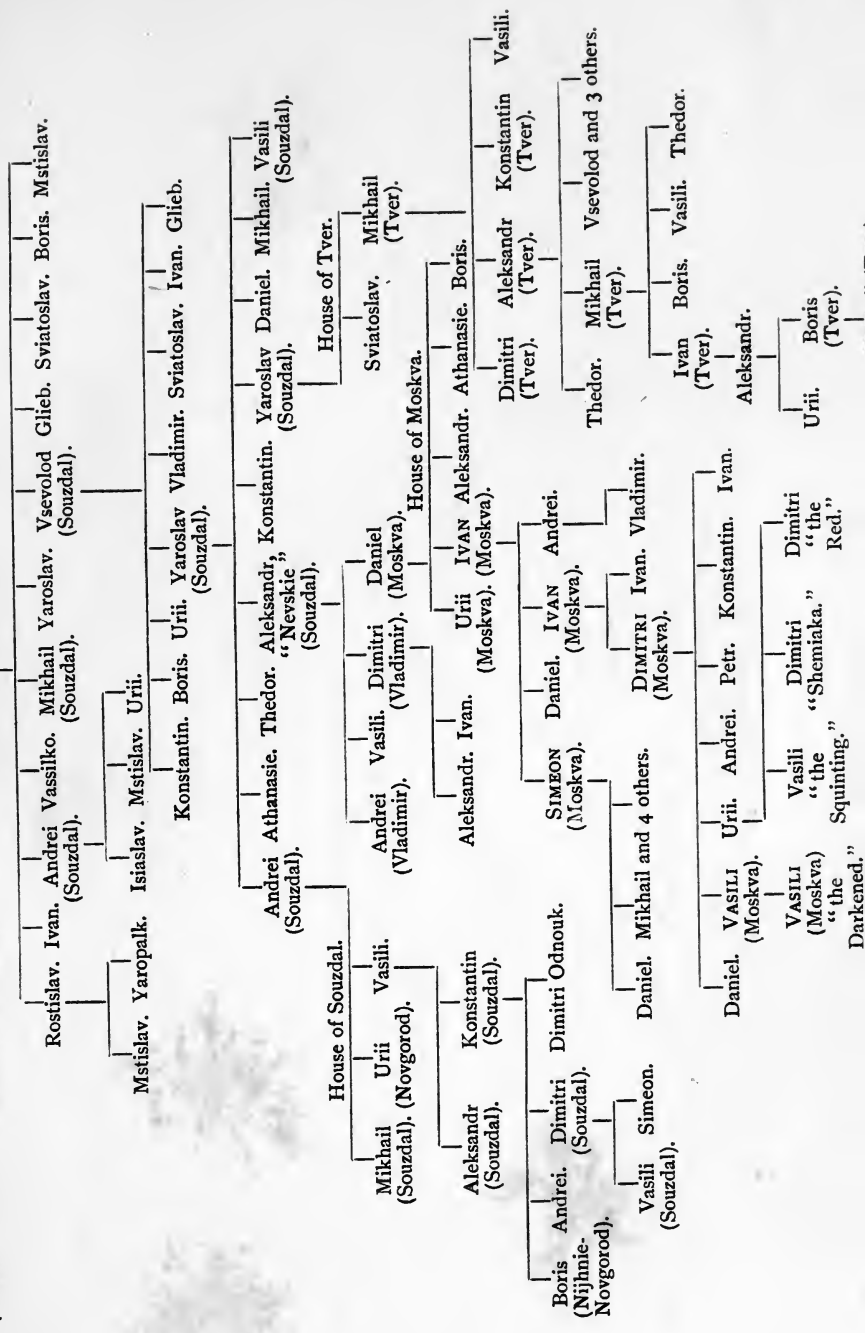 Rostislav. Ivan. Andrei Vassilko. Mikhail Yaroslav. Vsevolod Glieb. Sviatoslav. Boris. Mstislav.
(Souzdal). (Souzdal). (Souzdal).
Mstislav. Yaropalk. Isiaslav. Mstislav. Urii.
Konstantin. Boris. Urii. Yaroslav Vladimir. Sviatoslav. Ivan. Glieb.
(Souzdal).
Andrei Athanasie. Thedor. Aleksandr, Konstantin. Yaroslav Daniel. Mikhail. Vasili
(Souzdal). "Nevskie" (Souzdal). (Souzdal).
(Souzdal).
House of Souzdal.
House of Tver.
Mikhail Urii Vasili.
(Souzdal). (Novgorod).
Andrei Vasili. Dimitri Daniel
(Vladimir) (Vladimir). (Moskva).
Sviatoslav. Mikhail
(Tver).
House of Moskva.
Aleksandr Konstantin
(Souzdal). (Souzdal).
Aleksandr. Ivan.
Urii IVAN Aleksandr. Athanasie. Boris.
(Moskva). (Moskva).
Dimitri Aleksandr Konstantin Vasili.
(Tver). (Tver). (Tver).
Boris Andrei. Dimitri Dimitri Odnouk.
(Nijhnie- (Souzdal).
Novgorod).
SIMEON Daniel. IVAN Andrei.
(Moskva). (Moskva).
Thedor. Mikhail Vsevolod and 3 others.
(Tver).
Vasili Simeon.
(Souzdal).
Daniel. Mikhail and 4 others.
DIMITRI Ivan. Vladimir.
(Moskva).
Ivan Boris. Vasili. Thedor.
(Tver).
Daniel. VASILI Urii. Andrei. Petr. Konstantin. Ivan.
(Moskva).
Aleksandr.
VASILI Vasili Dimitri Dimitri
(Moskva) "the "Shemiaka." "the
"the Squinting." Red."
Darkened."
Urii. Boris
(Tver).